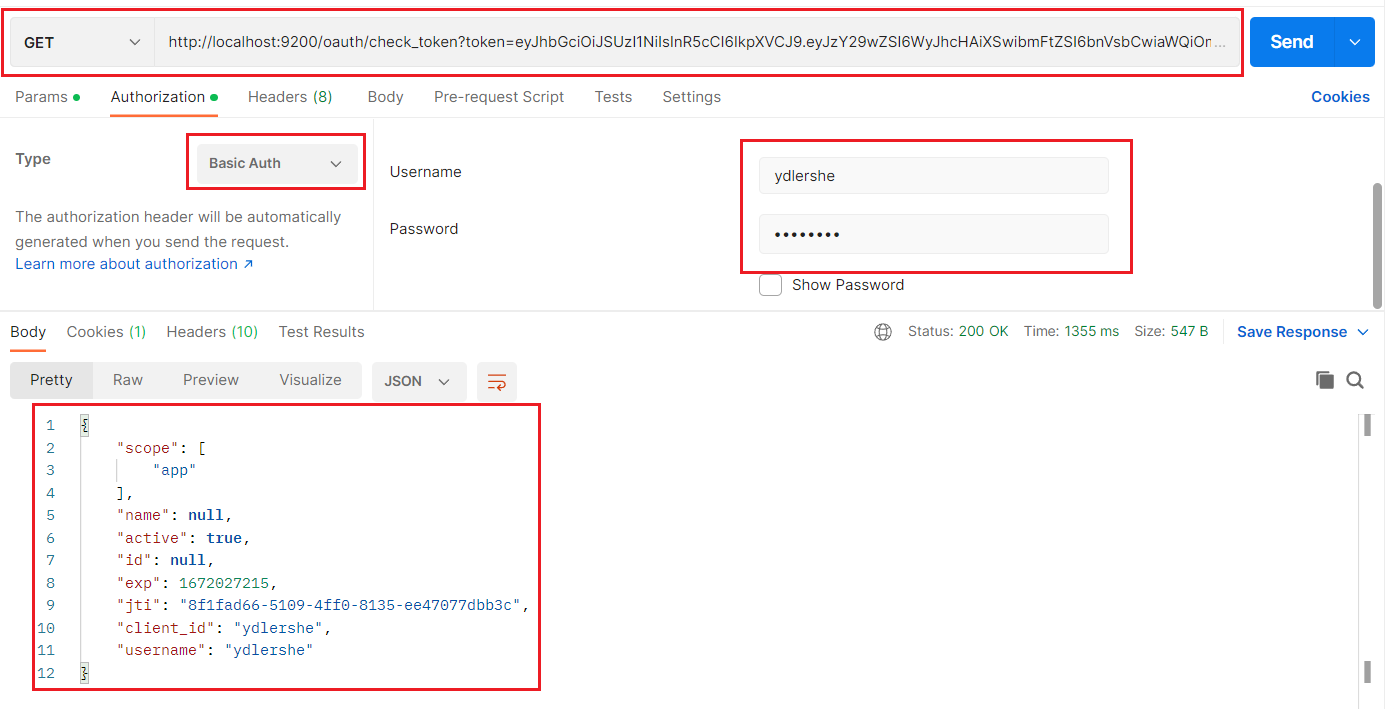 GET http://localhost:9200/oauth/check_token?token=eyJhbGciOiJSUzI1NiIsInR5cCI6IkpXVCJ9.eyJzY29wZSI6WyJhcHAiXSwibmFtZSI6bnVsbCwiaWQiOn... Send
Params Authorization Headers (8) Body Pre-request Script Tests Settings Cookies
Type Basic Auth
The authorization header will be automatically
generated when you send the request.
Learn more about authorization ↗
Username ydlershe
Password ••••••••
Show Password
Body Cookies (1) Headers (10) Test Results Status: 200 OK Time: 1355 ms Size: 547 B Save Response
Pretty Raw Preview Visualize JSON
1 {
2 "scope": [
3 "app"
4 ],
5 "name": null,
6 "active": true,
7 "id": null,
8 "exp": 1672027215,
9 "jti": "8f1fad66-5109-4ff0-8135-ee47077dbb3c",
10 "client_id": "ydlershe",
11 "username": "ydlershe"
12 }